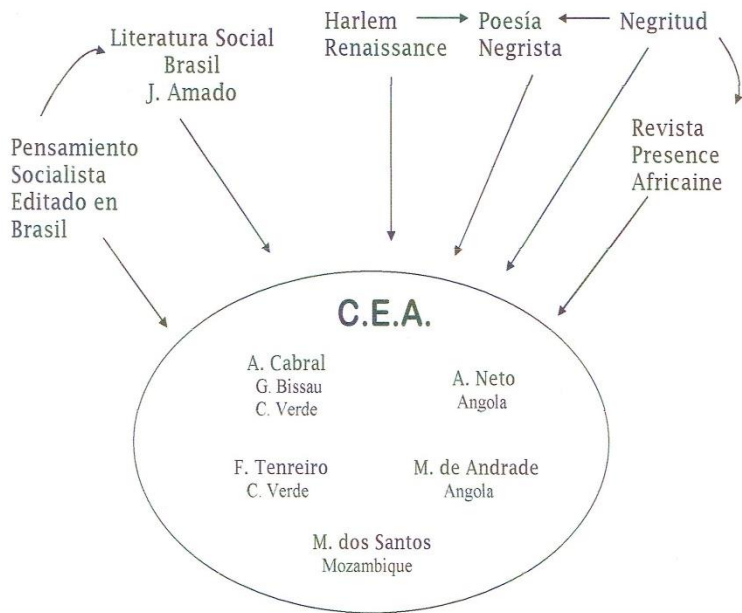 Literatura Social
Brasil
J. Amado
Harlem
Renaissance
Poesía
Negrista
Negritud
Pensamiento
Socialista
Editado en
Brasil
Revista
Presence
Africaine
C.E.A.
A. Cabral
G. Bissau
C. Verde
A. Neto
Angola
F. Tenreiro
C. Verde
M. de Andrade
Angola
M. dos Santos
Mozambique